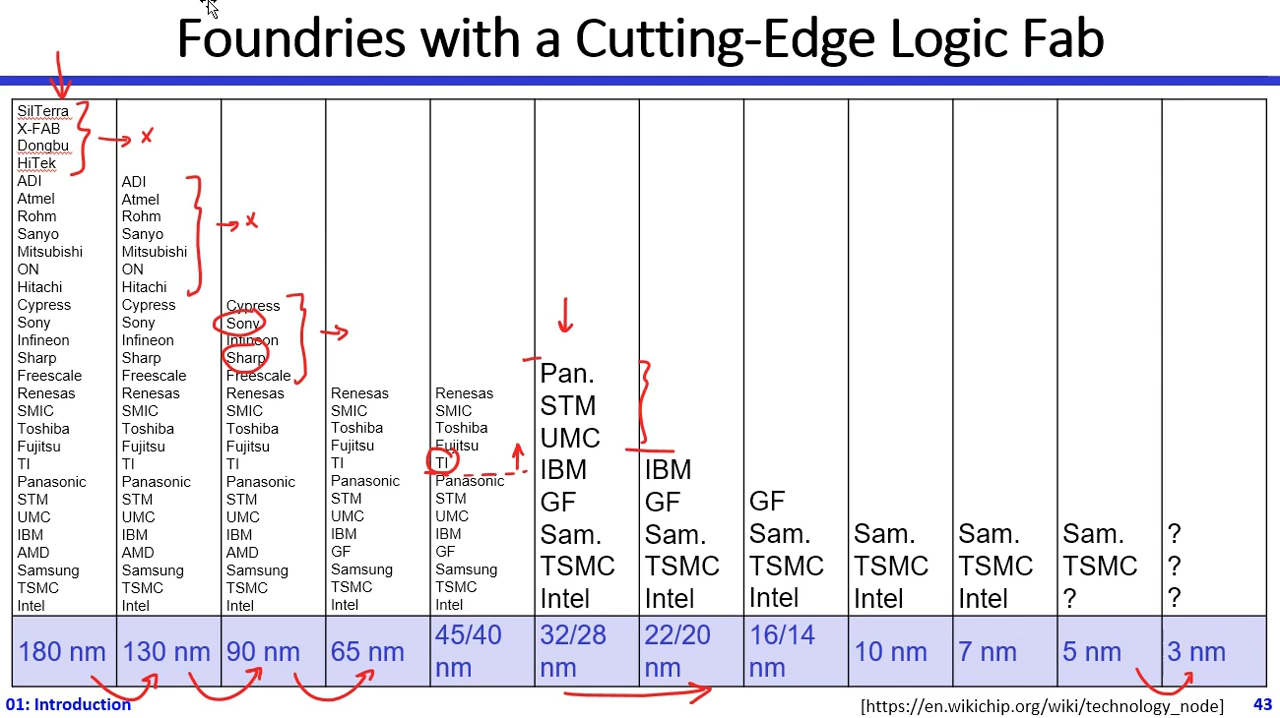 Foundries with a Cutting-Edge Logic Fab
SilTerra
X-FAB
Dongbu
HiTek
ADI
Atmel
Rohm
Sanyo
Mitsubishi
ON
Hitachi
Cypress
Sony
Infineon
Sharp
Freescale
Renesas
SMIC
Toshiba
Fujitsu
TI
Panasonic
STM
UMC
IBM
AMD
Samsung
TSMC
Intel
180 nm
x
ADI
Atmel
Rohm
Sanyo
Mitsubishi
ON
Hitachi
Cypress
Sony
Infineon
Sharp
Freescale
Renesas
SMIC
Toshiba
Fujitsu
TI
Panasonic
STM
UMC
IBM
AMD
Samsung
TSMC
Intel
130 nm
x
Cypress
Sony
Infineon
Sharp
Freescale
Renesas
SMIC
Toshiba
Fujitsu
TI
Panasonic
STM
UMC
IBM
AMD
Samsung
TSMC
Intel
90 nm
Renesas
SMIC
Toshiba
Fujitsu
TI
Panasonic
STM
UMC
IBM
GF
Samsung
TSMC
Intel
65 nm
Renesas
SMIC
Toshiba
Fujitsu
TI
Panasonic
STM
UMC
IBM
GF
Samsung
TSMC
Intel
45/40
nm
Pan.
STM
UMC
IBM
GF
Sam.
TSMC
Intel
32/28
nm
IBM
GF
Sam.
TSMC
Intel
22/20
nm
GF
Sam.
TSMC
Intel
16/14
nm
Sam.
TSMC
Intel
10 nm
Sam.
TSMC
Intel
7 nm
Sam.
TSMC
?
5 nm
?
?
?
3 nm
01: Introduction
[https://en.wikichip.org/wiki/technology_node]
43